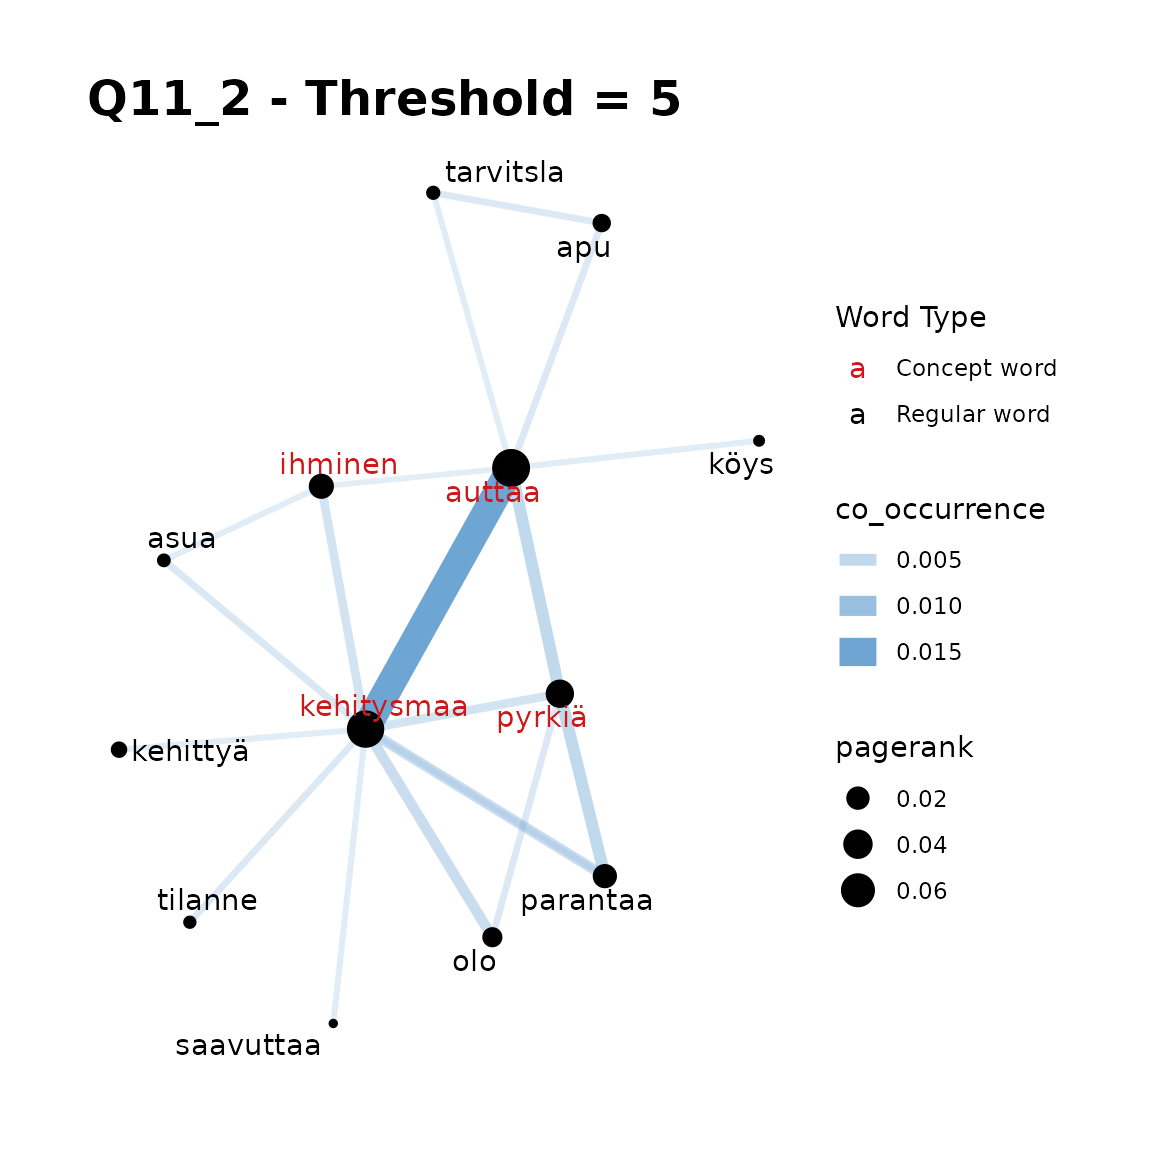 Q11_2 - Threshold = 5
tarvitsla
apu
ihminen
auttaa
köys
asua
kehitysmaa
pyrkiä
kehittyä
tilanne
parantaa
olo
saavuttaa
Word Type
a Concept word
a Regular word
co_occurrence
0.005
0.010
0.015
pagerank
0.02
0.04
0.06